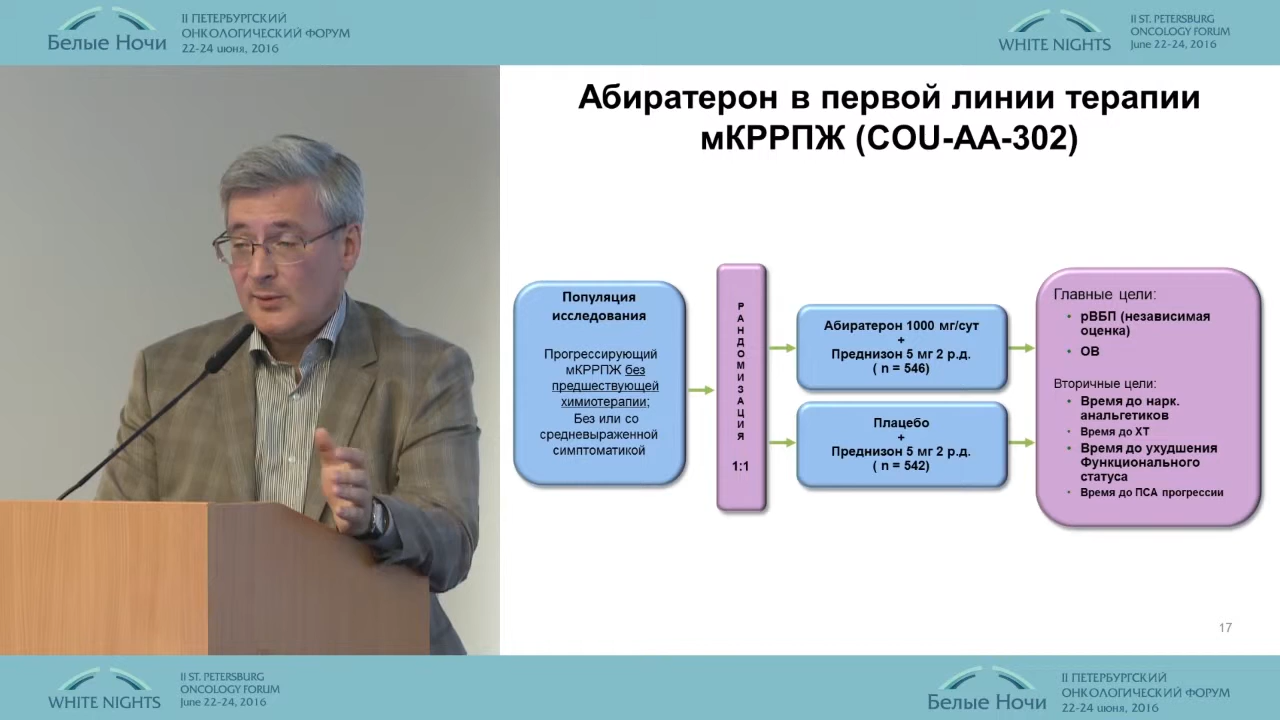 II ПЕТЕРБУРГСКИЙ
Белые Ночи
ОНКОЛОГИЧЕСКИЙ ФОРУМ
22-24 июня, 2016
WHITE NIGHTS
II ST. PETERSBURG
ONCOLOGY FORUM
June 22-24, 2016
Абиратерон в первой линии терапии
мКРРПЖ (COU-AA-302)
Популяция
исследования
Прогрессирующий
мКРРПЖ без
предшествующей
химиотерапии;
Без или со
средневыраженной
симптоматикой
РАНДОМИЗАЦИЯ
1:1
Абиратерон 1000 мг/сут
+
Преднизон 5 мг 2 р.д.
( n = 546)
Плацебо
+
Преднизон 5 мг 2 р.д.
( n = 542)
Главные цели:
• рВБП (независимая
оценка)
• ОВ
Вторичные цели:
• Время до нарк.
анальгетиков
• Время до ХТ
• Время до ухудшения
Функционального
статуса
• Время до ПСА прогрессии
17
WHITE NIGHTS
II ST. PETERSBURG
ONCOLOGY FORUM
June 22-24, 2016
Белые Ночи
II ПЕТЕРБУРГСКИЙ
ОНКОЛОГИЧЕСКИЙ ФОРУМ
22-24 июня, 2016